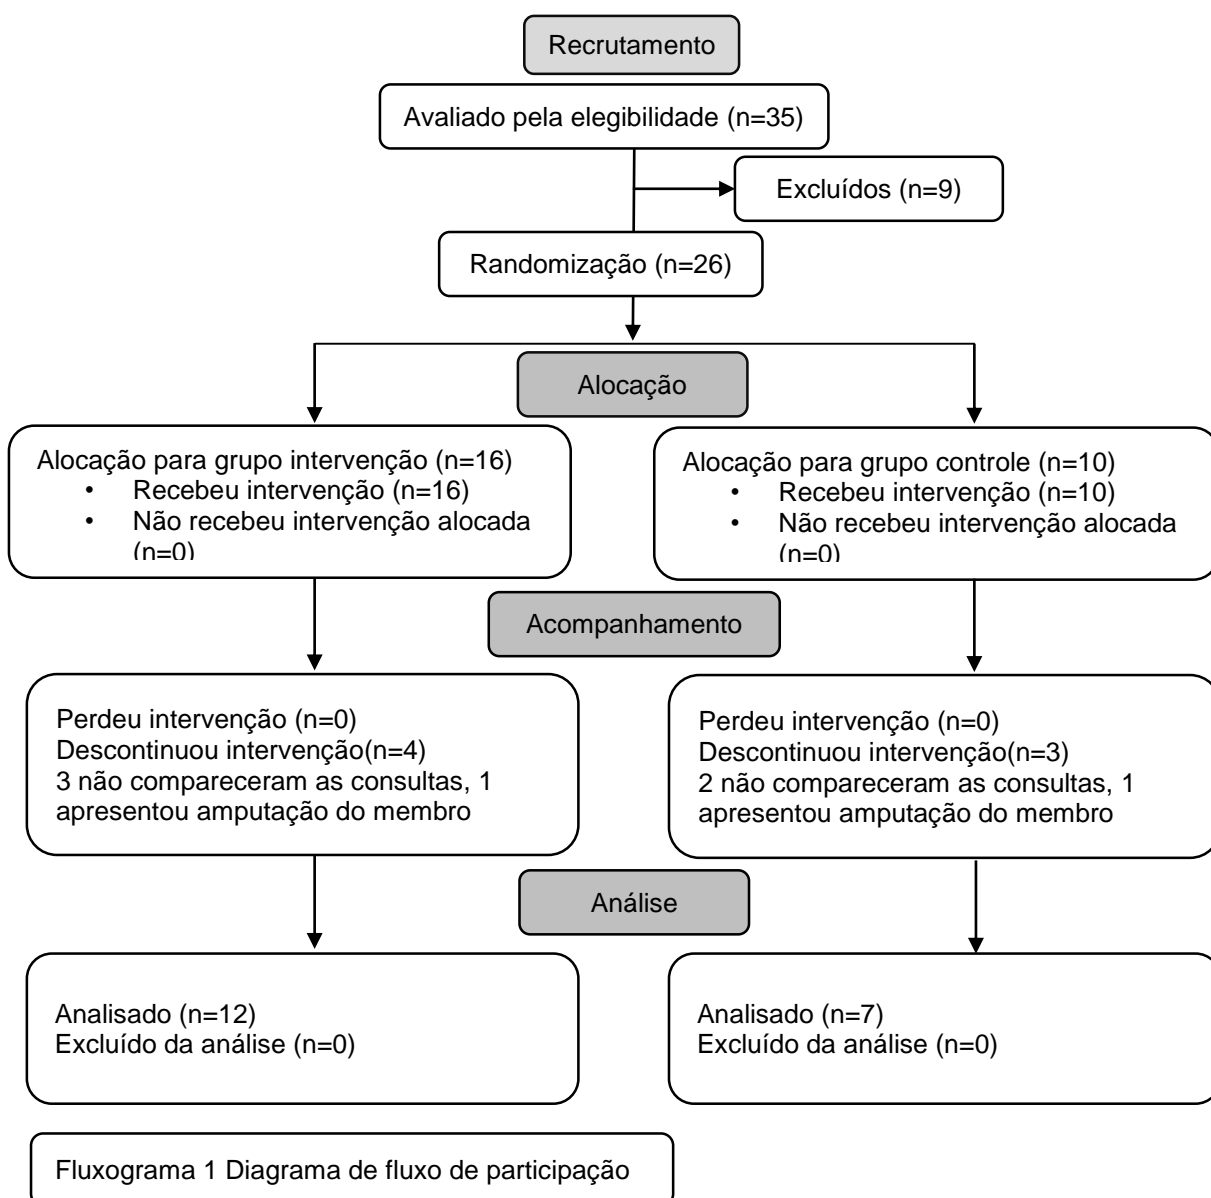 Recrutamento
Avaliado pela elegibilidade (n=35)
Excluídos (n=9)
Randomização (n=26)
Alocação
Alocação para grupo intervenção (n=16)
• Recebeu intervenção (n=16)
• Não recebeu intervenção alocada
(n=0)
Alocação para grupo controle (n=10)
• Recebeu intervenção (n=10)
• Não recebeu intervenção alocada
(n=0)
Acompanhamento
Perdeu intervenção (n=0)
Descontinuou intervenção(n=4)
3 não compareceram as consultas, 1
apresentou amputação do membro
Perdeu intervenção (n=0)
Descontinuou intervenção(n=3)
2 não compareceram as consultas, 1
apresentou amputação do membro
Análise
Analisado (n=12)
Excluído da análise (n=0)
Analisado (n=7)
Excluído da análise (n=0)
Fluxograma 1 Diagrama de fluxo de participação